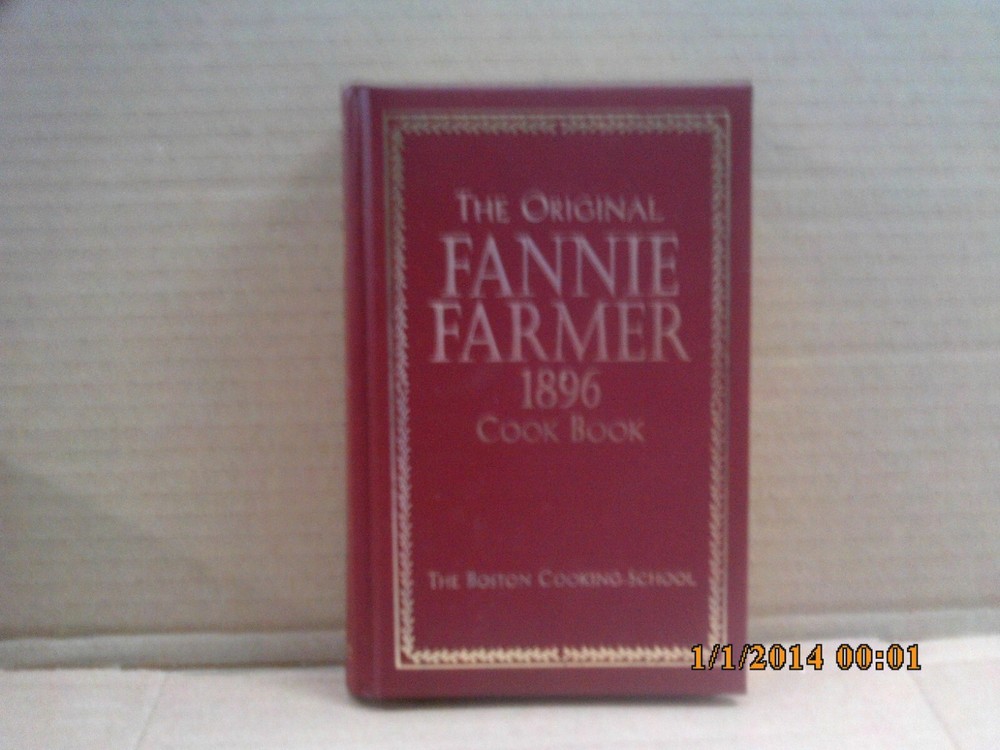 The Original
FANNIE
FARMER
1896
Cook Book
The Boston Cooking-School
1/1/2014 00:01